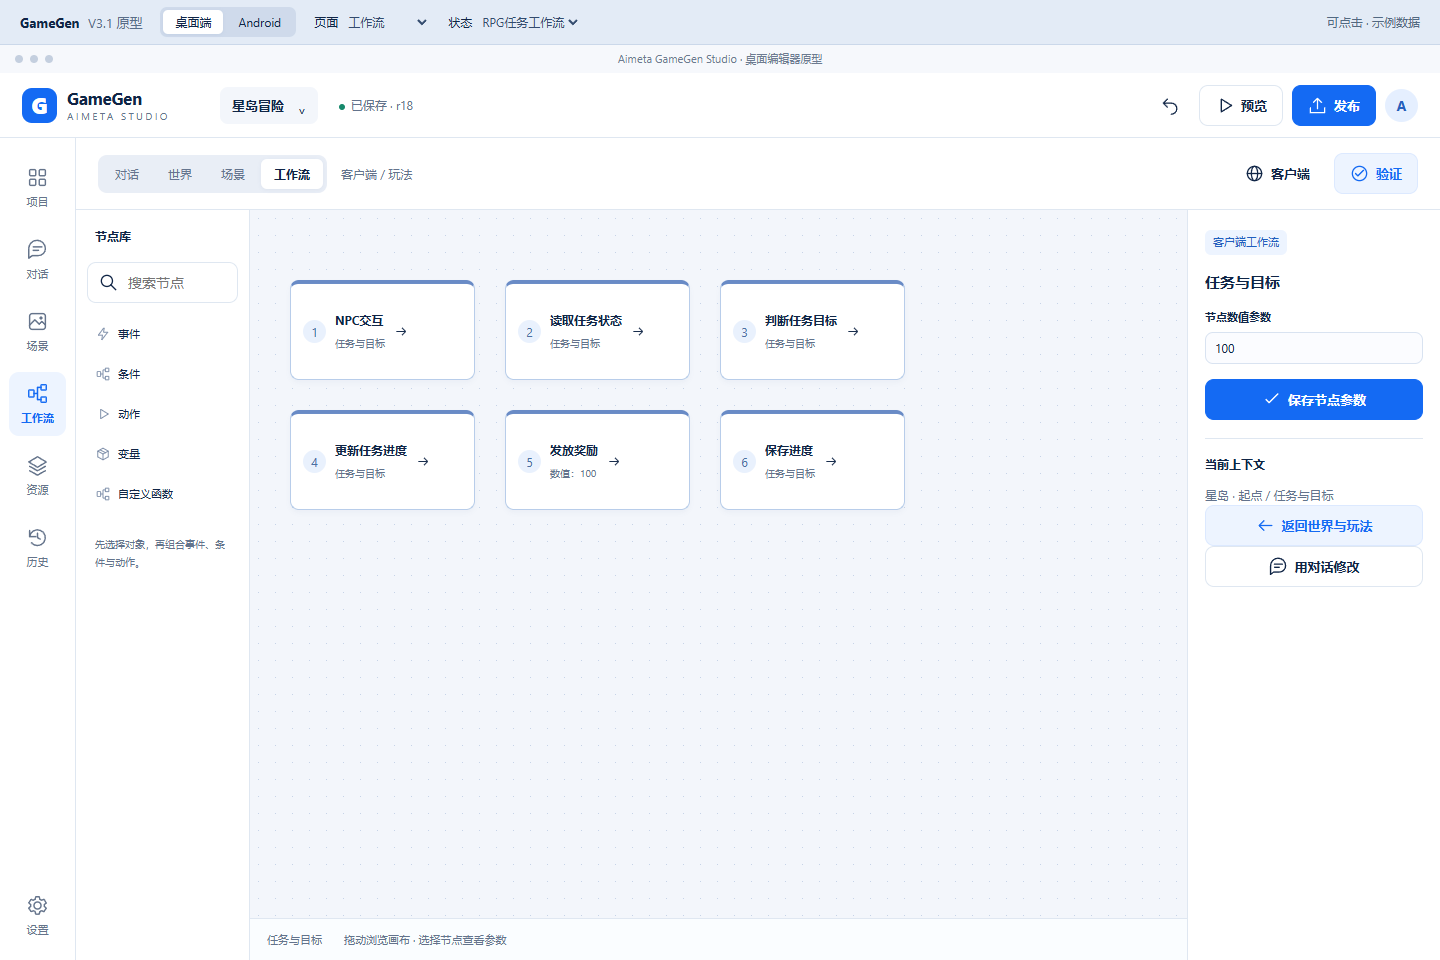 GameGen V3.1 原型 桌面端 Android 页面 工作流 状态 RPG任务工作流 可点击 · 示例数据
Aimeta GameGen Studio · 桌面编辑器原型
G GameGen
AIMETA STUDIO
星岛冒险
已保存 · r18
预览
发布
A
项目
对话
场景
工作流
资源
历史
设置
对话 世界 场景 工作流 客户端 / 玩法
客户端
验证
节点库
搜索节点
事件
条件
动作
变量
自定义函数
先选择对象，再组合事件、条
件与动作。
1 NPC交互 →
任务与目标
2 读取任务状态 →
任务与目标
3 判断任务目标 →
任务与目标
4 更新任务进度 →
任务与目标
5 发放奖励 →
数值：100
6 保存进度 →
任务与目标
任务与目标 拖动浏览画布 · 选择节点查看参数
客户端工作流
任务与目标
节点数值参数
100
保存节点参数
当前上下文
星岛 · 起点 / 任务与目标
返回世界与玩法
用对话修改